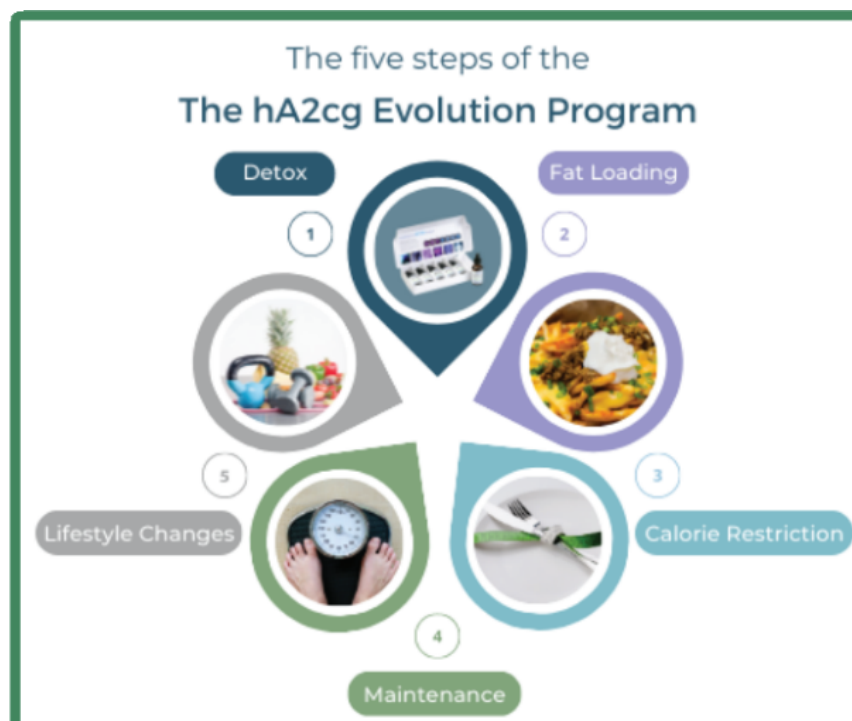 The five steps of the
The hA2cg Evolution Program
Detox
Fat Loading
1
2
5
3
Lifestyle Changes
Calorie Restriction
4
Maintenance